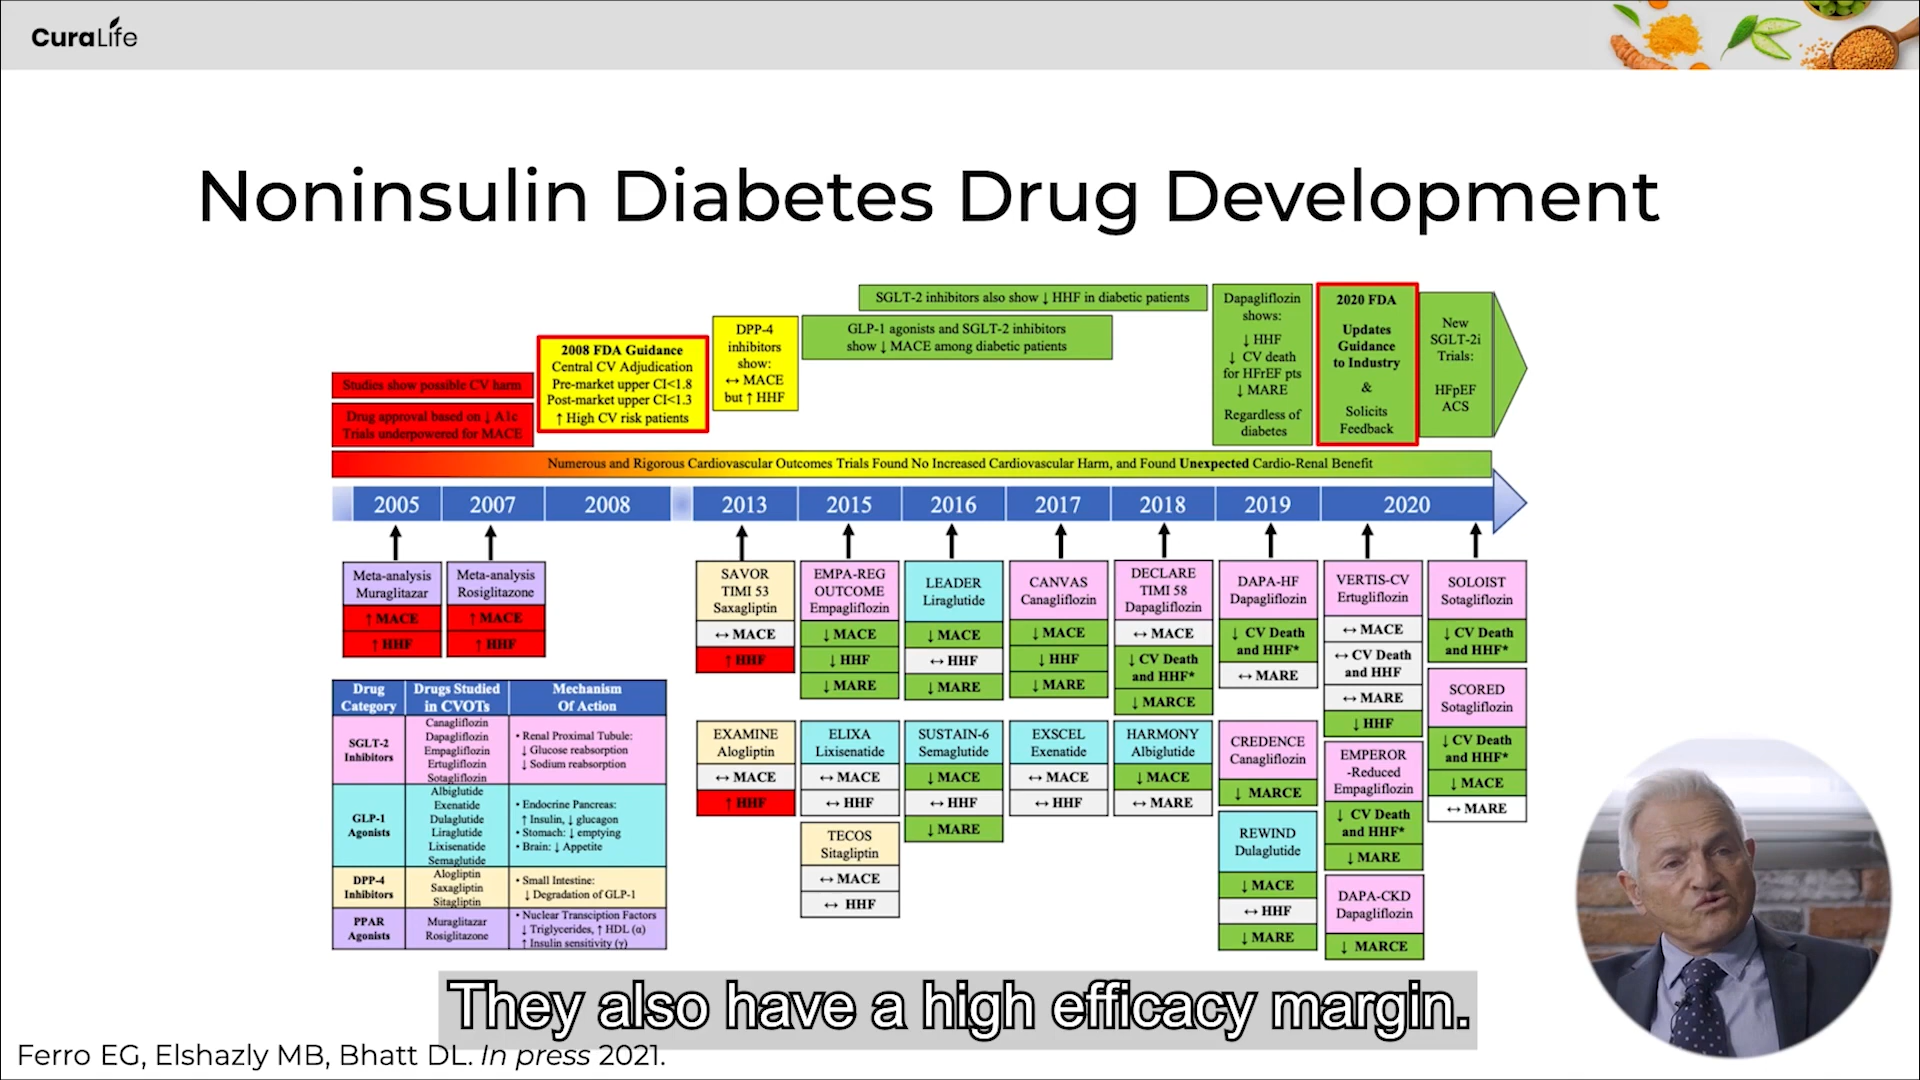 CuraLife
Noninsulin Diabetes Drug Development
SGLT-2 inhibitors also show ↓ HHF in diabetic patients
GLP-1 agonists and SGLT-2 inhibitors
show ↓ MACE among diabetic patients
DPP-4
inhibitors
show:
↔ MACE
but ↑ HHF
2008 FDA Guidance
Central CV Adjudication
Pre-market upper CI<1.8
Post-market upper CI<1.3
↑ High CV risk patients
Studies show possible CV harm
Drug approval based on ↓ A1c
Trials underpowered for MACE
Dapagliflozin
shows:
↓ HHF
↓ CV death
for HFrEF pts
↓ MARE
Regardless of
diabetes
2020 FDA
Updates
Guidance
to Industry
&
Solicits
Feedback
New
SGLT-2i
Trials:
HFpEF
ACS
Numerous and Rigorous Cardiovascular Outcomes Trials Found No Increased Cardiovascular Harm, and Found Unexpected Cardio-Renal Benefit
2005 2007 2008 2013 2015 2016 2017 2018 2019 2020
Meta-analysis
Muraglitazar
↑ MACE
↑ HHF
Meta-analysis
Rosiglitazone
↑ MACE
↑ HHF
SAVOR
TIMI 53
Saxagliptin
↔ MACE
↑ HHF
EXAMINE
Alogliptin
↔ MACE
↑ HHF
EMPA-REG
OUTCOME
Empagliflozin
↓ MACE
↓ HHF
↓ MARE
ELIXA
Lixisenatide
↔ MACE
↔ HHF
TECOS
Sitagliptin
↔ MACE
↔ HHF
LEADER
Liraglutide
↓ MACE
↔ HHF
↓ MARE
SUSTAIN-6
Semaglutide
↓ MACE
↔ HHF
↓ MARE
CANVAS
Canagliflozin
↓ MACE
↓ HHF
↓ MARE
EXSCEL
Exenatide
↔ MACE
↔ HHF
DECLARE
TIMI 58
Dapagliflozin
↔ MACE
↓ CV Death
and HHF*
↓ MARCE
HARMONY
Albiglutide
↓ MACE
↔ MARE
DAPA-HF
Dapagliflozin
↓ CV Death
and HHF*
↔ MARE
CREDENCE
Canagliflozin
↓ MARCE
REWIND
Dulaglutide
↓ MACE
↔ HHF
↓ MARE
VERTIS-CV
Ertugliflozin
↔ MACE
↔ CV Death
and HHF
↔ MARE
↓ HHF
EMPEROR
-Reduced
Empagliflozin
↓ CV Death
and HHF*
↓ MARE
DAPA-CKD
Dapagliflozin
↓ MARCE
SOLOIST
Sotagliflozin
↓ CV Death
and HHF*
SCORED
Sotagliflozin
↓ CV Death
and HHF*
↓ MACE
↔ MARE
Drug
Category
Drugs Studied
in CVOTs
Mechanism
Of Action
SGLT-2
Inhibitors
Canagliflozin
Dapagliflozin
Empagliflozin
Ertugliflozin
Sotagliflozin
• Renal Proximal Tubule:
↓ Glucose reabsorption
↓ Sodium reabsorption
GLP-1
Agonists
Albiglutide
Exenatide
Dulaglutide
Liraglutide
Lixisenatide
Semaglutide
• Endocrine Pancreas:
↑ Insulin, ↓ glucagon
• Stomach: ↓ emptying
• Brain: ↓ Appetite
DPP-4
Inhibitors
Alogliptin
Saxagliptin
Sitagliptin
• Small Intestine:
↓ Degradation of GLP-1
PPAR
Agonists
Muraglitazar
Rosiglitazone
• Nuclear Transciption Factors
↓ Triglycerides, ↑ HDL (α)
↑ Insulin sensitivity (γ)
They also have a high efficacy margin.
Ferro EG, Elshazly MB, Bhatt DL. In press 2021.